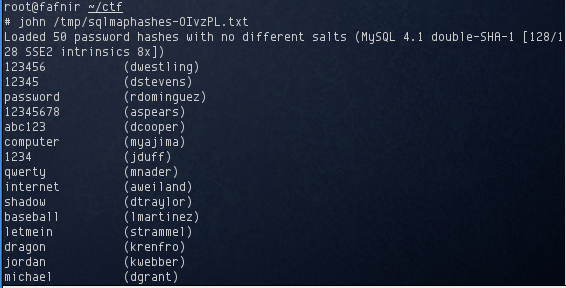 root@fafnir ~/ctf
# john /tmp/sqlmaphashes-OIvzPL.txt
Loaded 50 password hashes with no different salts (MySQL 4.1 double-SHA-1 [128/1
28 SSE2 intrinsics 8x])
123456 (dwestling)
12345 (dstevens)
password (rdominguez)
12345678 (aspears)
abc123 (dcooper)
computer (myajima)
1234 (jduff)
qwerty (mnader)
internet (aweiland)
shadow (dtraylor)
baseball (lmartinez)
letmein (strammel)
dragon (krenfro)
jordan (kwebber)
michael (dgrant)